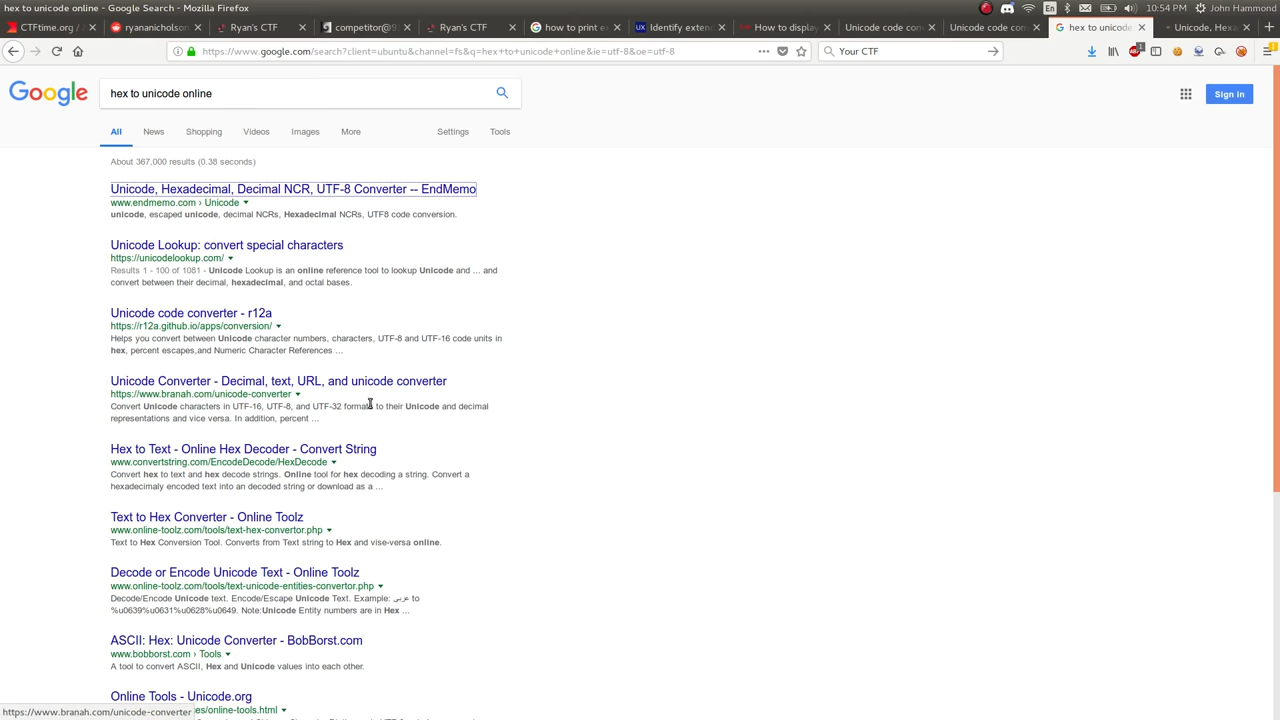 hex to unicode online - Mozilla Firefox
10:54 PM John Hammond
CTFtime.org / ryananicholson Ryan's CTF competitor@9 Ryan's CTF how to print es Identify exten How to display Unicode code con Unicode code con hex to unicode Unicode, Hex
https://www.google.com/search?client=ubuntu&channel=fs&q=hex+to+unicode+online&ie=utf-8&oe=utf-8
Your CTF
Google
hex to unicode online
Sign in
All News Shopping Videos Images More Settings Tools
About 367,000 results (0.38 seconds)
Unicode, Hexadecimal, Decimal NCR, UTF-8 Converter -- EndMemo
www.endmemo.com › Unicode
unicode, escaped unicode, decimal NCRs, Hexadecimal NCRs, UTF8 code conversion.
Unicode Lookup: convert special characters
https://unicodelookup.com/
Results 1 - 100 of 1081 - Unicode Lookup is an online reference tool to lookup Unicode and ... and
convert between their decimal, hexadecimal, and octal bases.
Unicode code converter - r12a
https://r12a.github.io/apps/conversion/
Helps you convert between Unicode character numbers, characters, UTF-8 and UTF-16 code units in
hex, percent escapes,and Numeric Character References ...
Unicode Converter - Decimal, text, URL, and unicode converter
https://www.branah.com/unicode-converter
Convert Unicode characters in UTF-16, UTF-8, and UTF-32 formats to their Unicode and decimal
representations and vice versa. In addition, percent ...
Hex to Text - Online Hex Decoder - Convert String
www.convertstring.com/EncodeDecode/HexDecode
Convert hex to text and hex decode strings. Online tool for hex decoding a string. Convert a
hexadecimaly encoded text into an decoded string or download as a ...
Text to Hex Converter - Online Toolz
www.online-toolz.com/tools/text-hex-convertor.php
Text to Hex Conversion Tool. Converts from Text string to Hex and vise-versa online.
Decode or Encode Unicode Text - Online Toolz
www.online-toolz.com/tools/text-unicode-entities-convertor.php
Decode/Encode Unicode text. Encode/Escape Unicode Text. Example: عربي to
%u0639%u0631%u0628%u0649. Note:Unicode Entity numbers are in Hex ...
ASCII: Hex: Unicode Converter - BobBorst.com
www.bobborst.com › Tools
A tool to convert ASCII, Hex and Unicode values into each other.
Online Tools - Unicode.org
es/online-tools.html
https://www.branah.com/unicode-converter